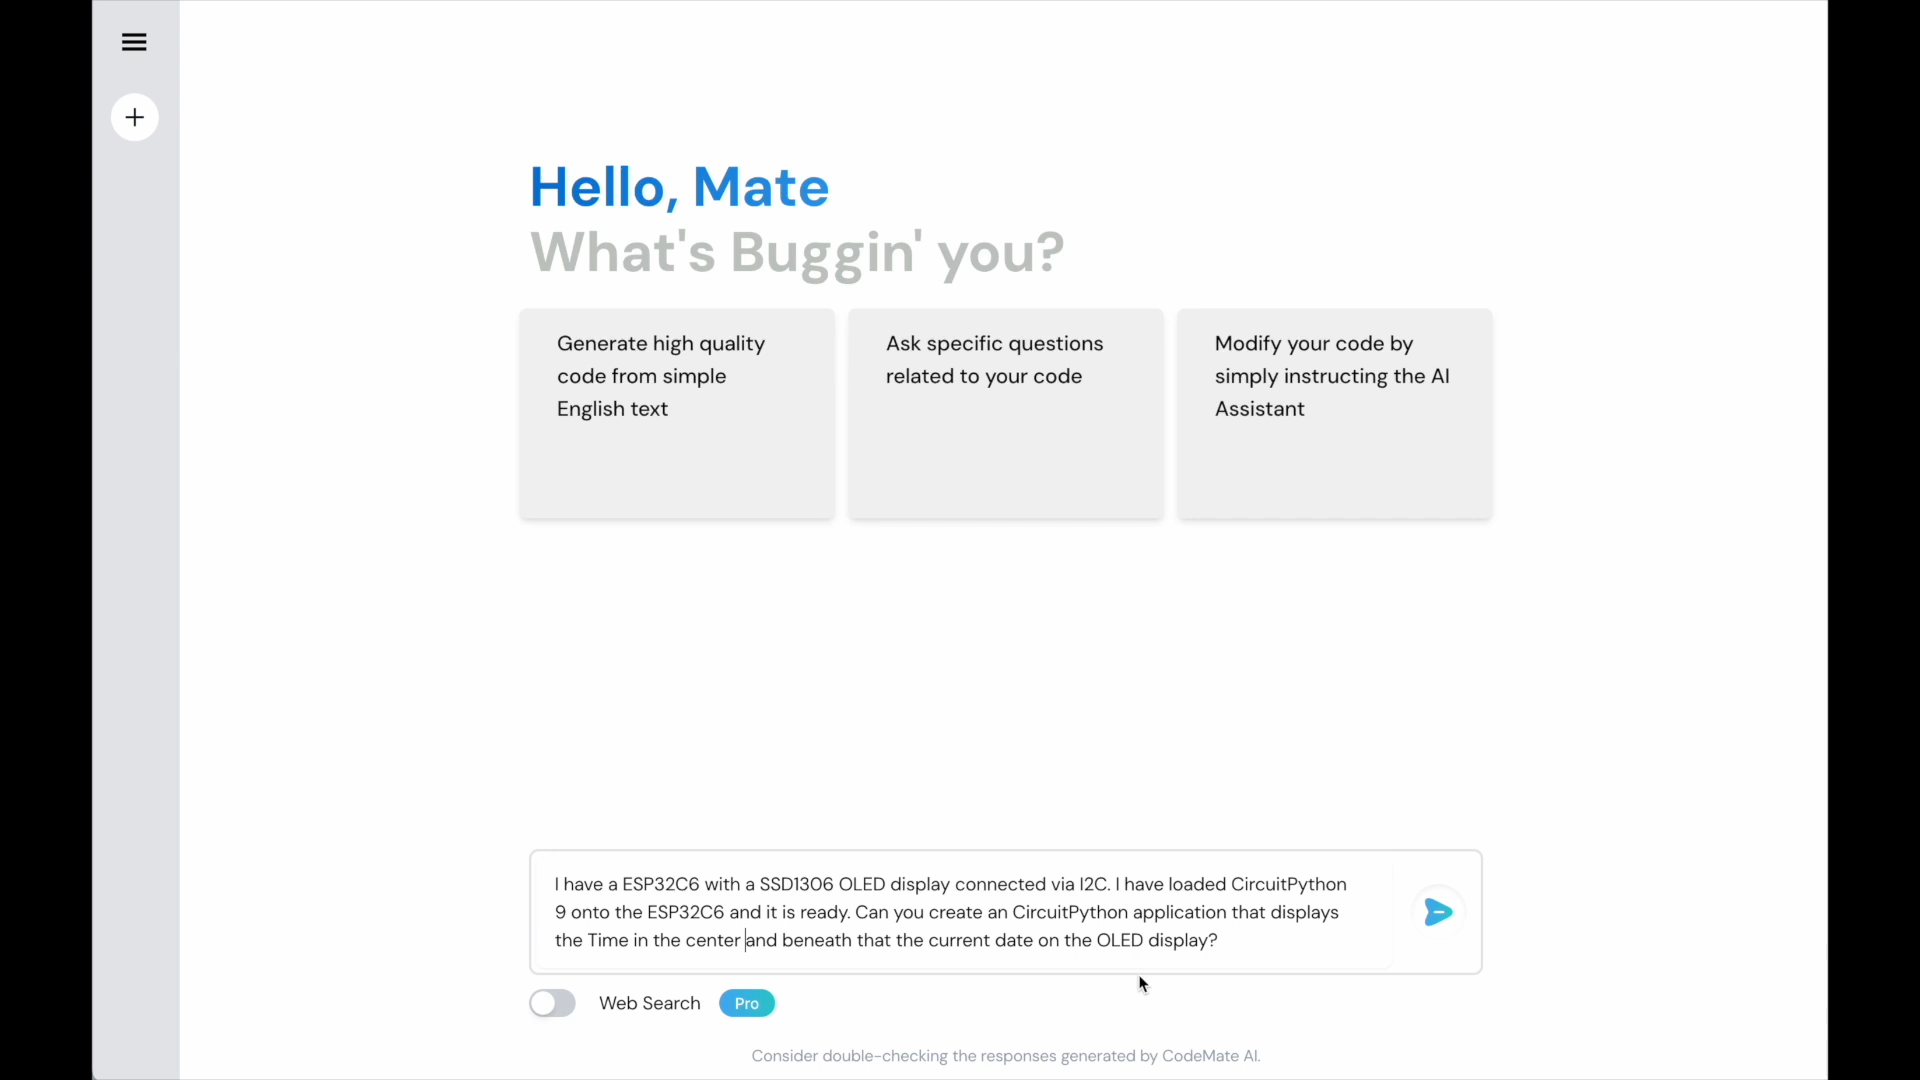 Hello, Mate
What's Buggin' you?
Generate high quality
code from simple
English text
Ask specific questions
related to your code
Modify your code by
simply instructing the AI
Assistant
I have a ESP32C6 with a SSD1306 OLED display connected via I2C. I have loaded CircuitPython
9 onto the ESP32C6 and it is ready. Can you create an CircuitPython application that displays
the Time in the center and beneath that the current date on the OLED display?
Web Search Pro
Consider double-checking the responses generated by CodeMate AI.